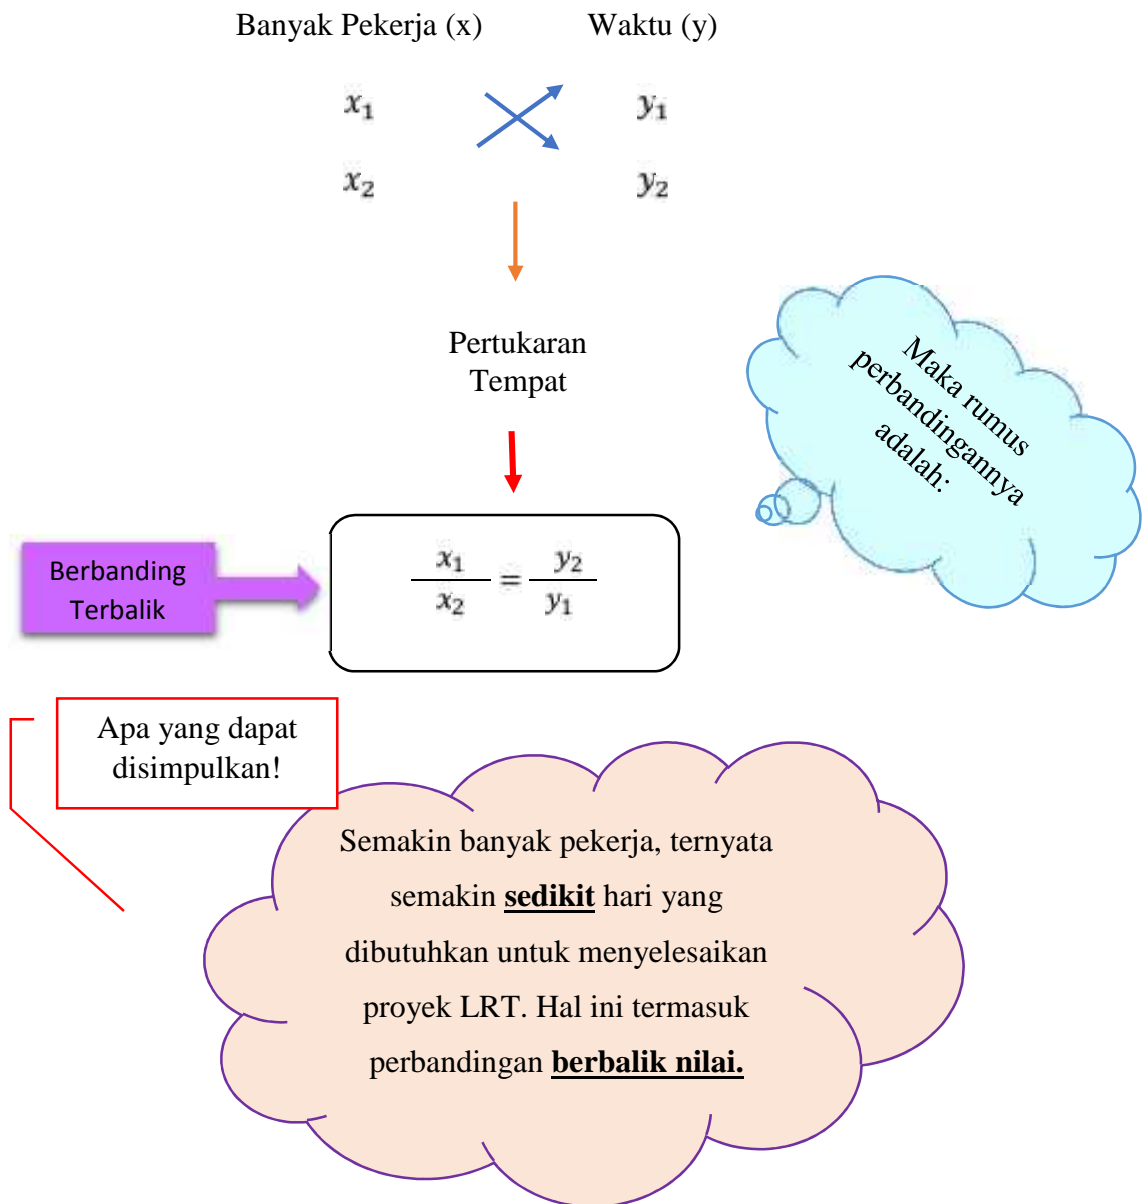 Banyak Pekerja (x) Waktu (y)
x₁ y₁
x₂ y₂
Pertukaran
Tempat
Maka rumus
perbandingannya
adalah:
Berbanding
Terbalik
x₁/x₂ = y₂/y₁
Apa yang dapat
disimpulkan!
Semakin banyak pekerja, ternyata
semakin sedikit hari yang
dibutuhkan untuk menyelesaikan
proyek LRT. Hal ini termasuk
perbandingan berbalik nilai.